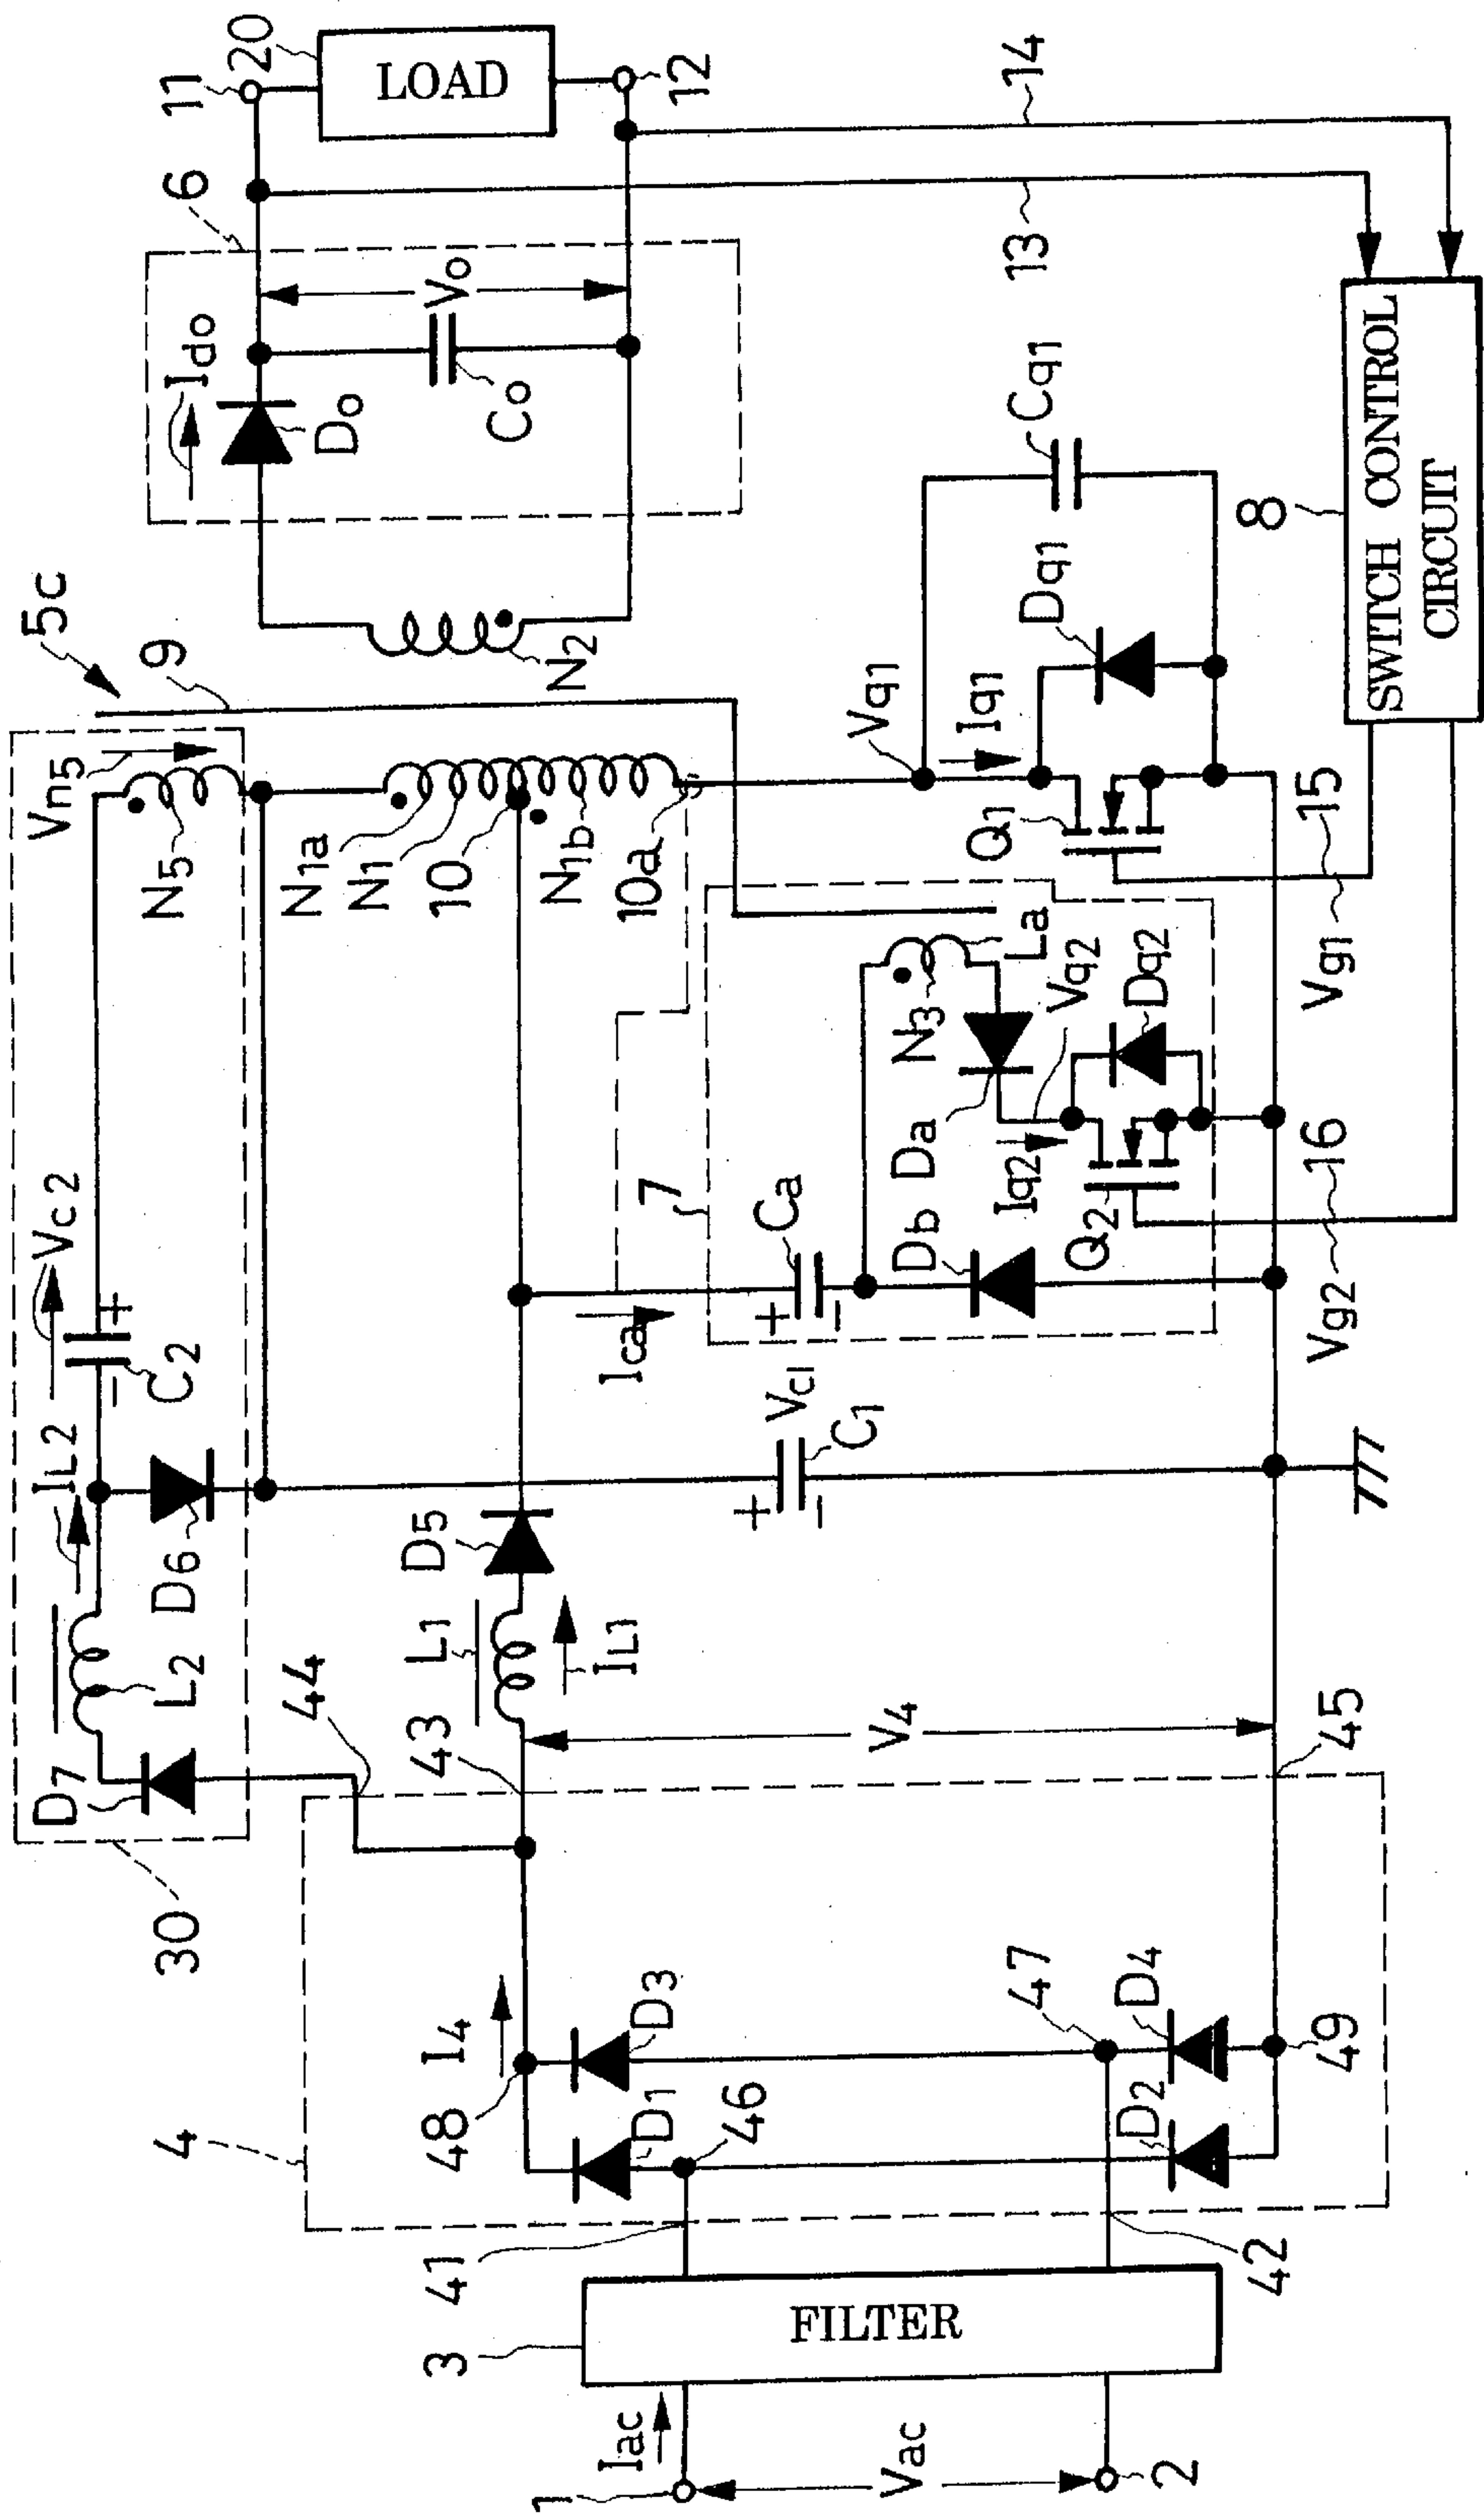 5c
30
Vn5
Vc2
IL2
D7
L2
D6
C2
N5
9
6
11
20
Ido
Do
Vo
Co
LOAD
12
N2
44
N1a
N1
10
N1b
10a
4
48
I4
43
L1
D5
IL1
Ica
7
Ca
Vc1
C1
V4
3
41
D1
D3
46
47
D2
D4
49
42
45
FILTER
1
Iac
Vac
2
Db
Da
N3
La
Iq2
Vq2
Q2
Dq2
Vq1
Iq1
Q1
Dq1
Cq1
13
14
8
Vg2
16
Vg1
15
SWITCH CONTROL
CIRCUIT